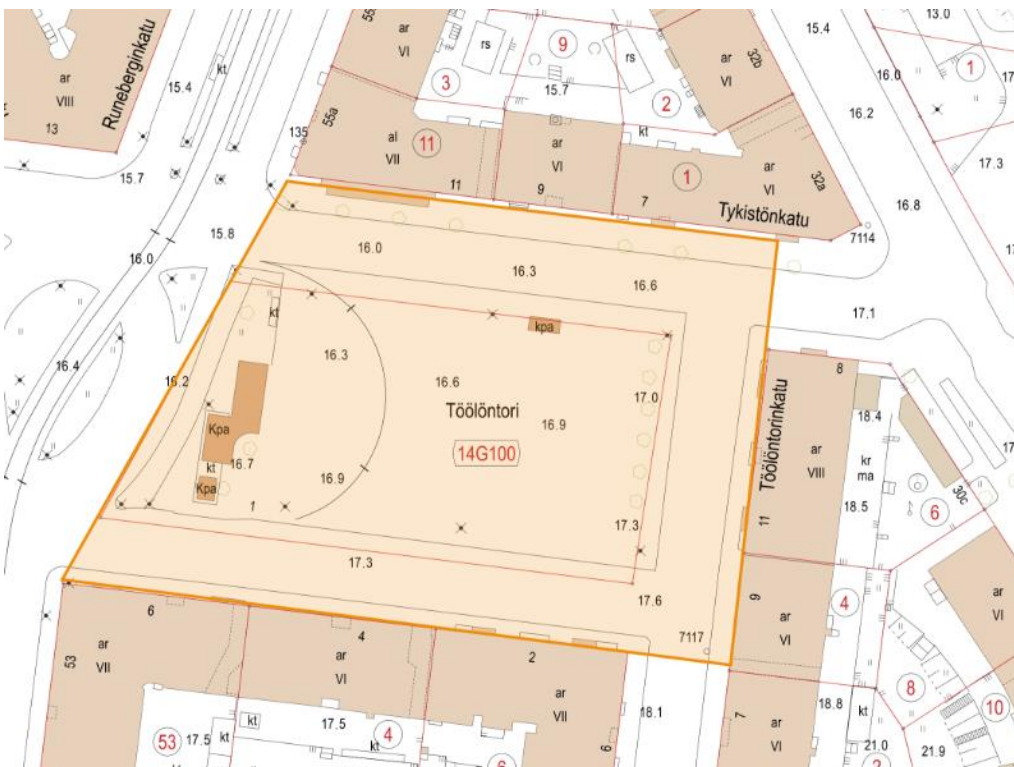 55a
13.0
ar
VI
rs
9
rs
32b
15.4
ar
VIII
13
Runeberginkatu
kt
15.4
3
15.7
2
ar
VI
16.0
1
16.2
135
55a
al
VII
11
ar
VI
kt
1
ar
VI
32a
17.3
15.7
11
9
7
Tykistönkatu
16.8
7114
15.8
16.0
16.3
16.6
16.0
17.1
kt
kpa
16.4
16.2
16.3
16.6
17.0
8
Töölöntori
16.9
18.4
Kpa
14G100
Töölöntorinkatu
ar
VIII
kr
ma
30c
kt
16.7
16.9
Kpa
1
17.3
11
18.5
6
ar
VI
17.3
17.6
9
ar
VI
4
6
4
2
7117
53
ar
VII
ar
VI
ar
VII
8
10
18.1
7
18.8
kt
ar
VI
53
17.5
kt
kt
17.5
4
kt
6
6
21.0
2
21.9